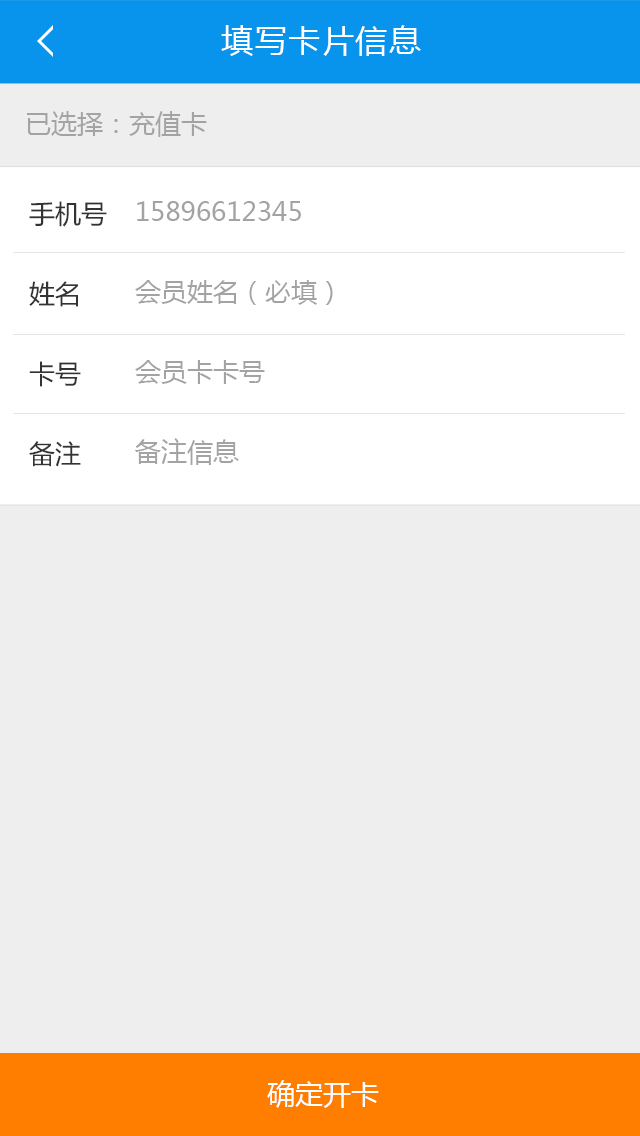 填写卡片信息
已选择：充值卡
手机号 15896612345
姓名 会员姓名（必填）
卡号 会员卡卡号
备注 备注信息
确定开卡